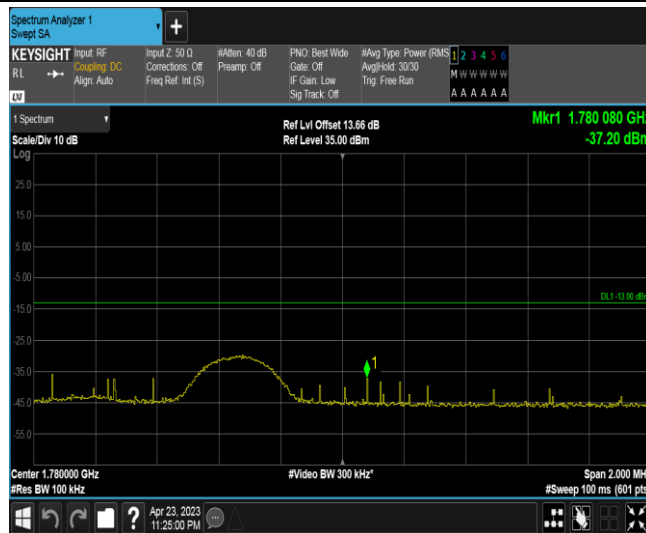 Spectrum Analyzer 1
Swept SA
+
KEYSIGHT
RL
LXI
Input: RF
Coupling: DC
Align: Auto
Input Z: 50 Ω
Corrections: Off
Freq Ref: Int (S)
#Atten: 40 dB
Preamp: Off
PNO: Best Wide
Gate: Off
IF Gain: Low
Sig Track: Off
#Avg Type: Power (RMS
Avg|Hold: 30/30
Trig: Free Run
1 2 3 4 5 6
M W W W W W
A A A A A A
1 Spectrum
Scale/Div 10 dB
Ref Lvl Offset 13.66 dB
Ref Level 35.00 dBm
Mkr1 1.780 080 GHz
-37.20 dBm
Log
25.0
15.0
5.00
-5.00
DL1 -13.00 dBm
-15.0
-25.0
1
-35.0
-45.0
-55.0
Center 1.780000 GHz
#Res BW 100 kHz
#Video BW 300 kHz*
Span 2.000 MH
#Sweep 100 ms (601 pts
?
Apr 23, 2023
11:25:00 PM